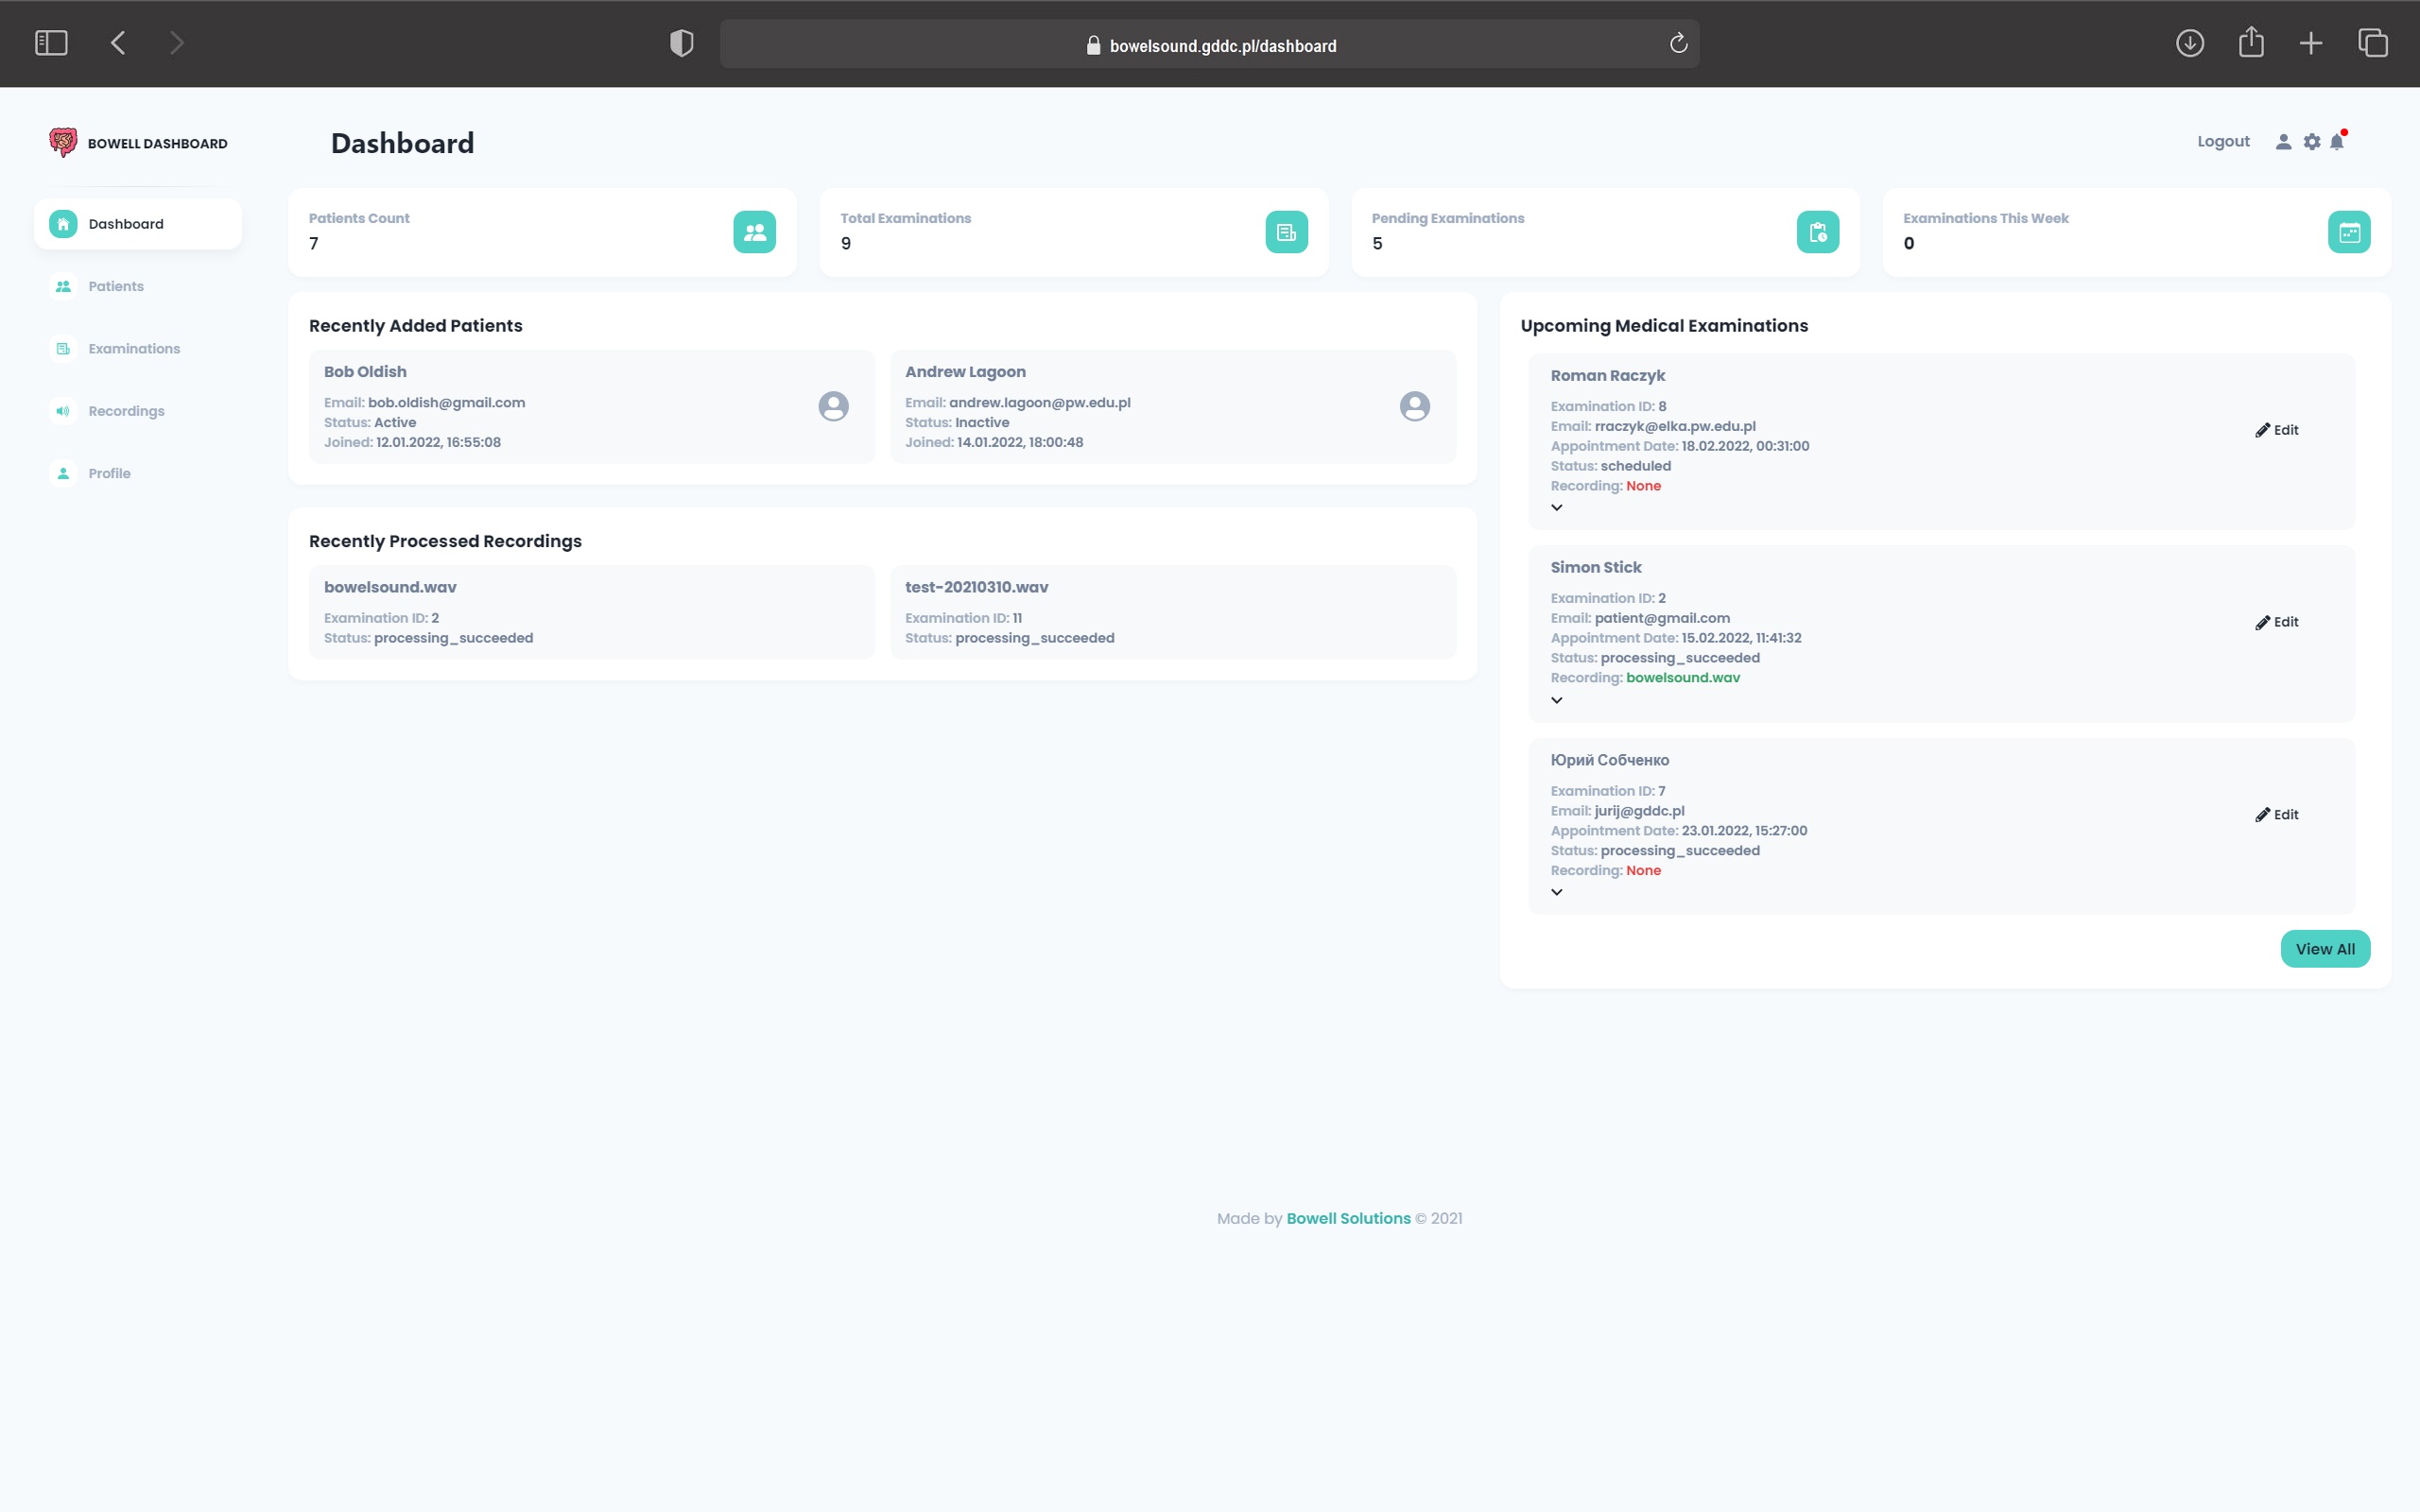 bowelsound.gddc.pl/dashboard
BOWELL DASHBOARD
Dashboard
Patients
Examinations
Recordings
Profile
Dashboard
Logout
Patients Count
7
Total Examinations
9
Pending Examinations
5
Examinations This Week
0
Recently Added Patients
Bob Oldish
Email: bob.oldish@gmail.com
Status: Active
Joined: 12.01.2022, 16:55:08
Andrew Lagoon
Email: andrew.lagoon@pw.edu.pl
Status: Inactive
Joined: 14.01.2022, 18:00:48
Recently Processed Recordings
bowelsound.wav
Examination ID: 2
Status: processing_succeeded
test-20210310.wav
Examination ID: 11
Status: processing_succeeded
Upcoming Medical Examinations
Roman Raczyk
Examination ID: 8
Email: rraczyk@elka.pw.edu.pl
Appointment Date: 18.02.2022, 00:31:00
Status: scheduled
Recording: None
Edit
Simon Stick
Examination ID: 2
Email: patient@gmail.com
Appointment Date: 15.02.2022, 11:41:32
Status: processing_succeeded
Recording: bowelsound.wav
Edit
Юрий Собченко
Examination ID: 7
Email: jurij@gddc.pl
Appointment Date: 23.01.2022, 15:27:00
Status: processing_succeeded
Recording: None
Edit
View All
Made by Bowell Solutions © 2021